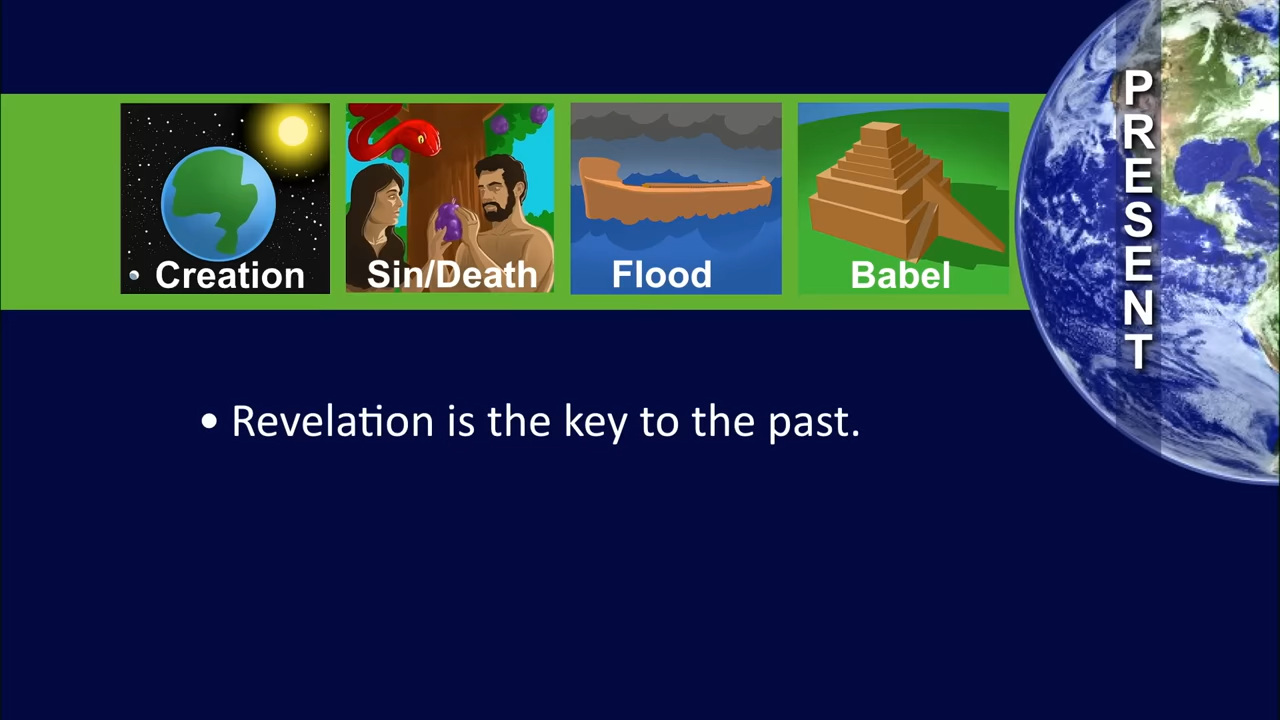 Creation
Sin/Death
Flood
Babel
PRESENT
• Revelation is the key to the past.